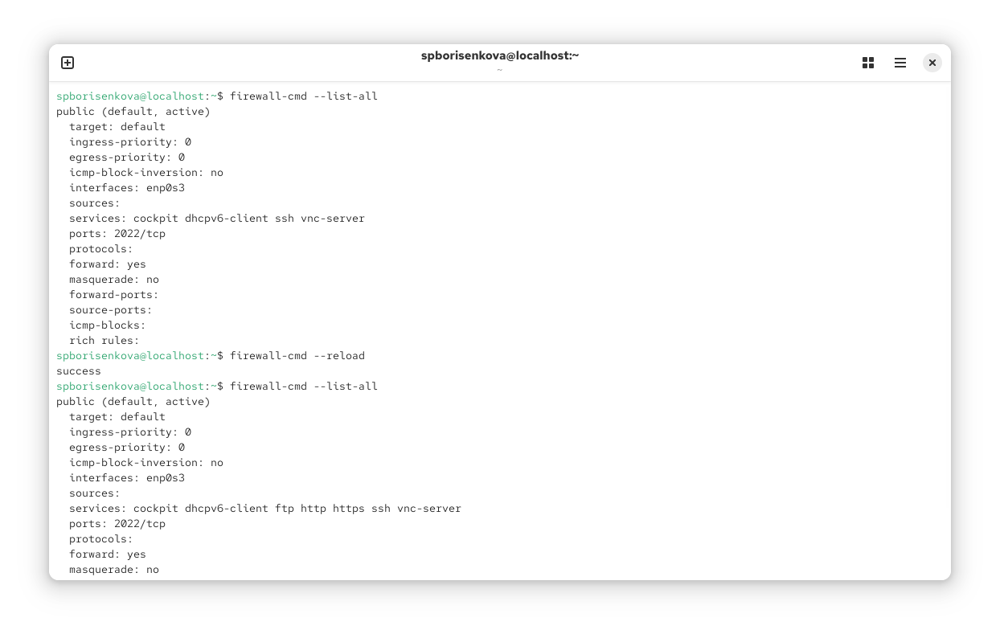 spborisenkova@localhost:~
~
spborisenkova@localhost:~$ firewall-cmd --list-all
public (default, active)
  target: default
  ingress-priority: 0
  egress-priority: 0
  icmp-block-inversion: no
  interfaces: enp0s3
  sources:
  services: cockpit dhcpv6-client ssh vnc-server
  ports: 2022/tcp
  protocols:
  forward: yes
  masquerade: no
  forward-ports:
  source-ports:
  icmp-blocks:
  rich rules:
spborisenkova@localhost:~$ firewall-cmd --reload
success
spborisenkova@localhost:~$ firewall-cmd --list-all
public (default, active)
  target: default
  ingress-priority: 0
  egress-priority: 0
  icmp-block-inversion: no
  interfaces: enp0s3
  sources:
  services: cockpit dhcpv6-client ftp http https ssh vnc-server
  ports: 2022/tcp
  protocols:
  forward: yes
  masquerade: no